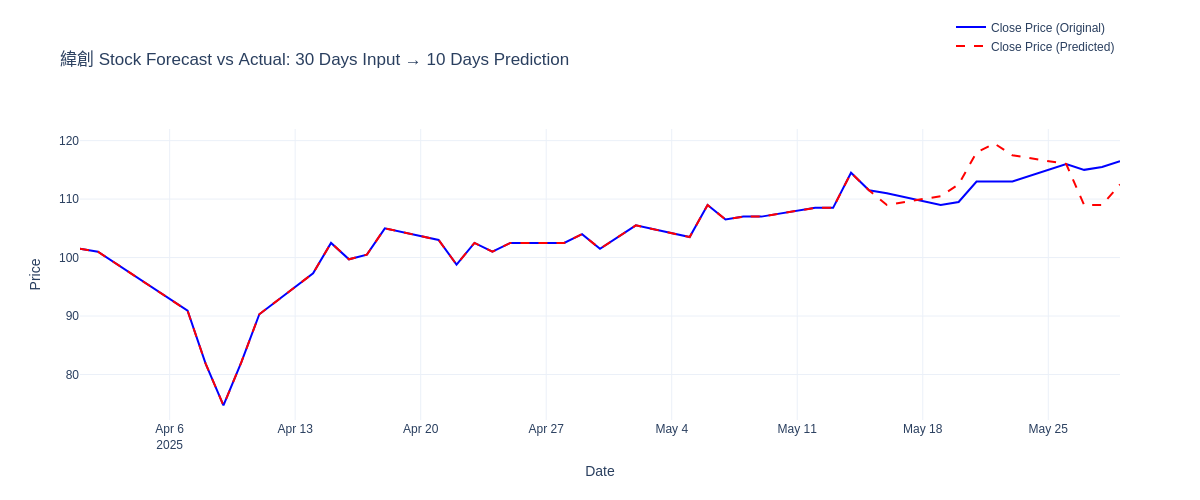 緯創 Stock Forecast vs Actual: 30 Days Input → 10 Days Prediction
Close Price (Original)
Close Price (Predicted)
Price
120
110
100
90
80
Apr 6
2025
Apr 13
Apr 20
Apr 27
May 4
May 11
May 18
May 25
Date